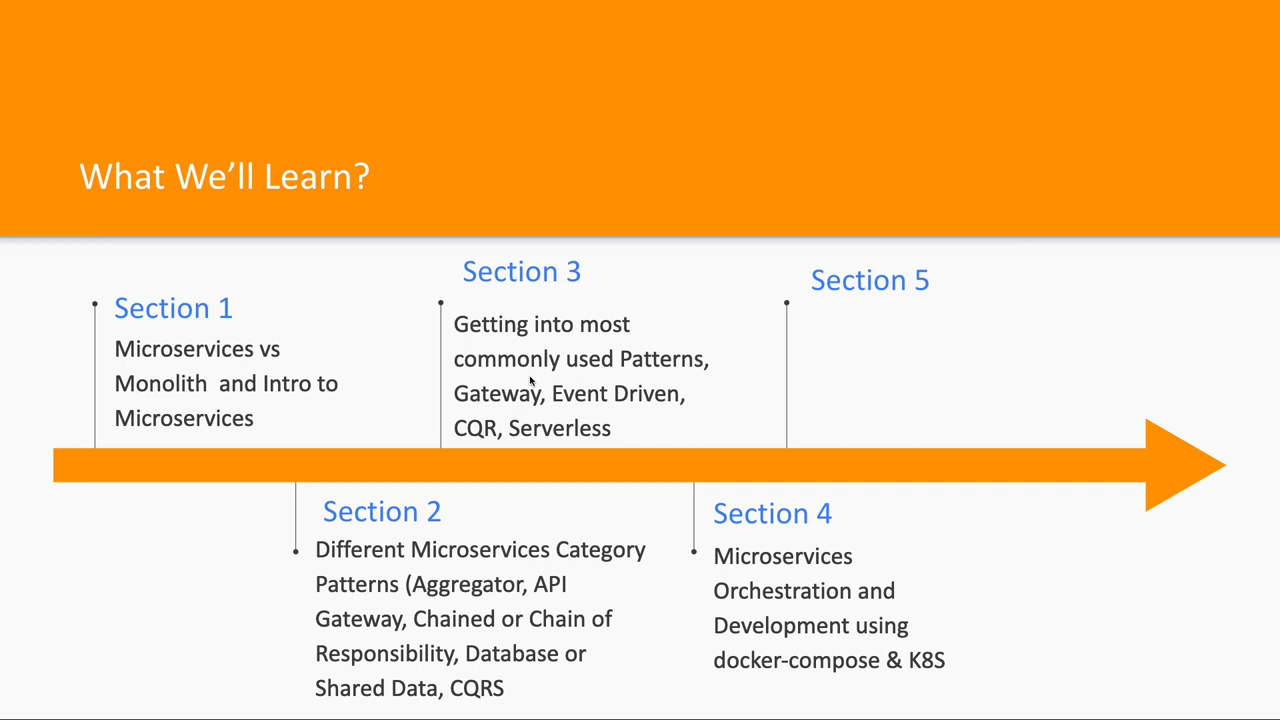 What We’ll Learn?
Section 1
Microservices vs
Monolith  and Intro to
Microservices
Section 2
Different Microservices Category
Patterns (Aggregator, API
Gateway, Chained or Chain of
Responsibility, Database or
Shared Data, CQRS
Section 3
Getting into most
commonly used Patterns,
Gateway, Event Driven,
CQR, Serverless
Section 4
Microservices
Orchestration and
Development using
docker-compose & K8S
Section 5